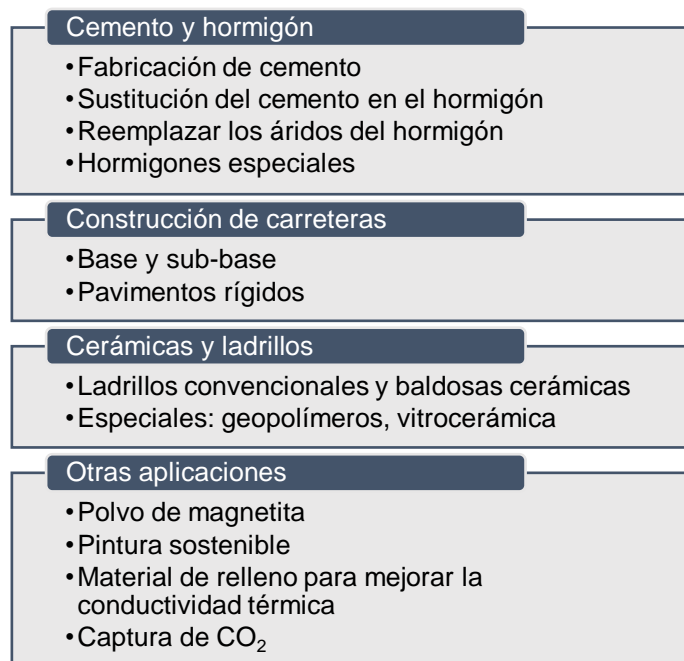 Cemento y hormigón
•Fabricación de cemento
•Sustitución del cemento en el hormigón
•Reemplazar los áridos del hormigón
•Hormigones especiales
Construcción de carreteras
•Base y sub-base
•Pavimentos rígidos
Cerámicas y ladrillos
•Ladrillos convencionales y baldosas cerámicas
•Especiales: geopolímeros, vitrocerámica
Otras aplicaciones
•Polvo de magnetita
•Pintura sostenible
•Material de relleno para mejorar la
conductividad térmica
•Captura de CO₂